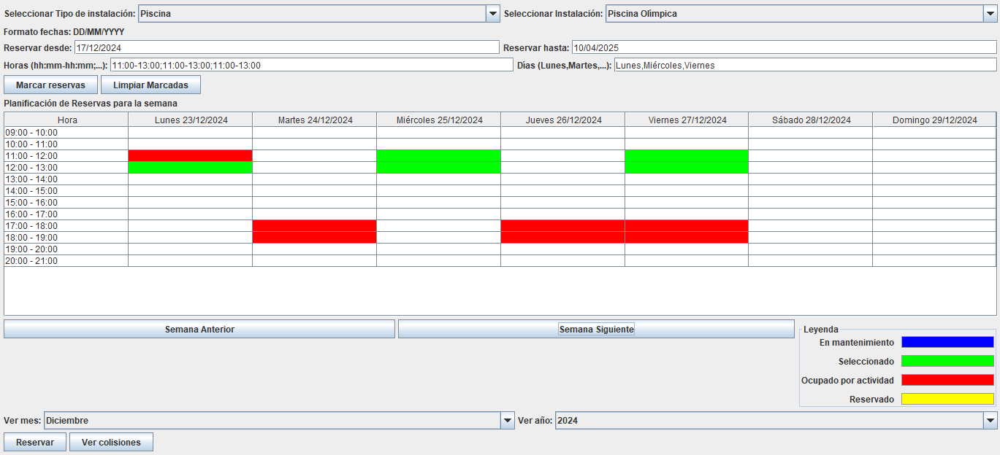 Seleccionar Tipo de instalación: Piscina Seleccionar Instalación: Piscina Olímpica
Formato fechas: DD/MM/YYYY
Reservar desde: 17/12/2024 Reservar hasta: 10/04/2025
Horas (hh:mm-hh:mm;...): 11:00-13:00;11:00-13:00;11:00-13:00 Días (Lunes,Martes,...): Lunes,Miércoles,Viernes
Marcar reservas Limpiar Marcadas
Planificación de Reservas para la semana
Hora Lunes 23/12/2024 Martes 24/12/2024 Miércoles 25/12/2024 Jueves 26/12/2024 Viernes 27/12/2024 Sábado 28/12/2024 Domingo 29/12/2024
09:00 - 10:00
10:00 - 11:00
11:00 - 12:00
12:00 - 13:00
13:00 - 14:00
14:00 - 15:00
15:00 - 16:00
16:00 - 17:00
17:00 - 18:00
18:00 - 19:00
19:00 - 20:00
20:00 - 21:00
Semana Anterior Semana Siguiente
Leyenda
En mantenimiento
Seleccionado
Ocupado por actividad
Reservado
Ver mes: Diciembre Ver año: 2024
Reservar Ver colisiones